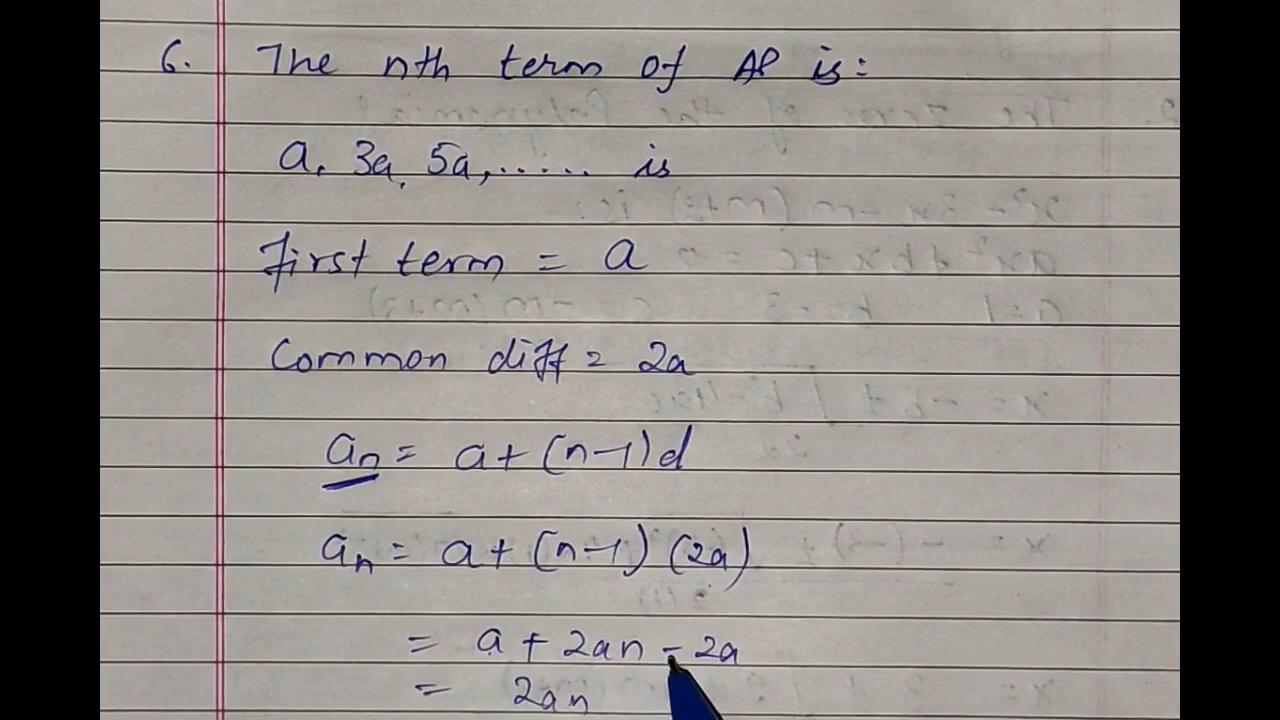 6. The nth term of AP is:
a, 3a, 5a,..... is
First term = a
Common diff = 2a
an = a + (n-1)d
an = a + (n-1) (2a)
= a + 2an - 2a
= 2an